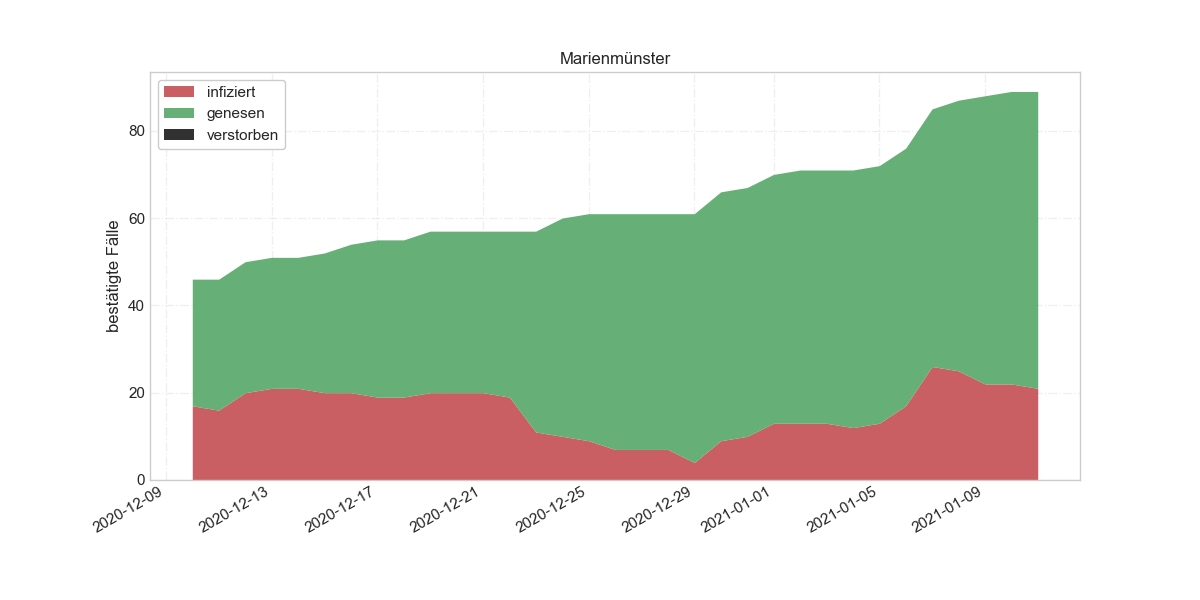 Marienmünster
infiziert
genesen
verstorben
bestätigte Fälle
80
60
40
20
0
2020-12-09
2020-12-13
2020-12-17
2020-12-21
2020-12-25
2020-12-29
2021-01-01
2021-01-05
2021-01-09